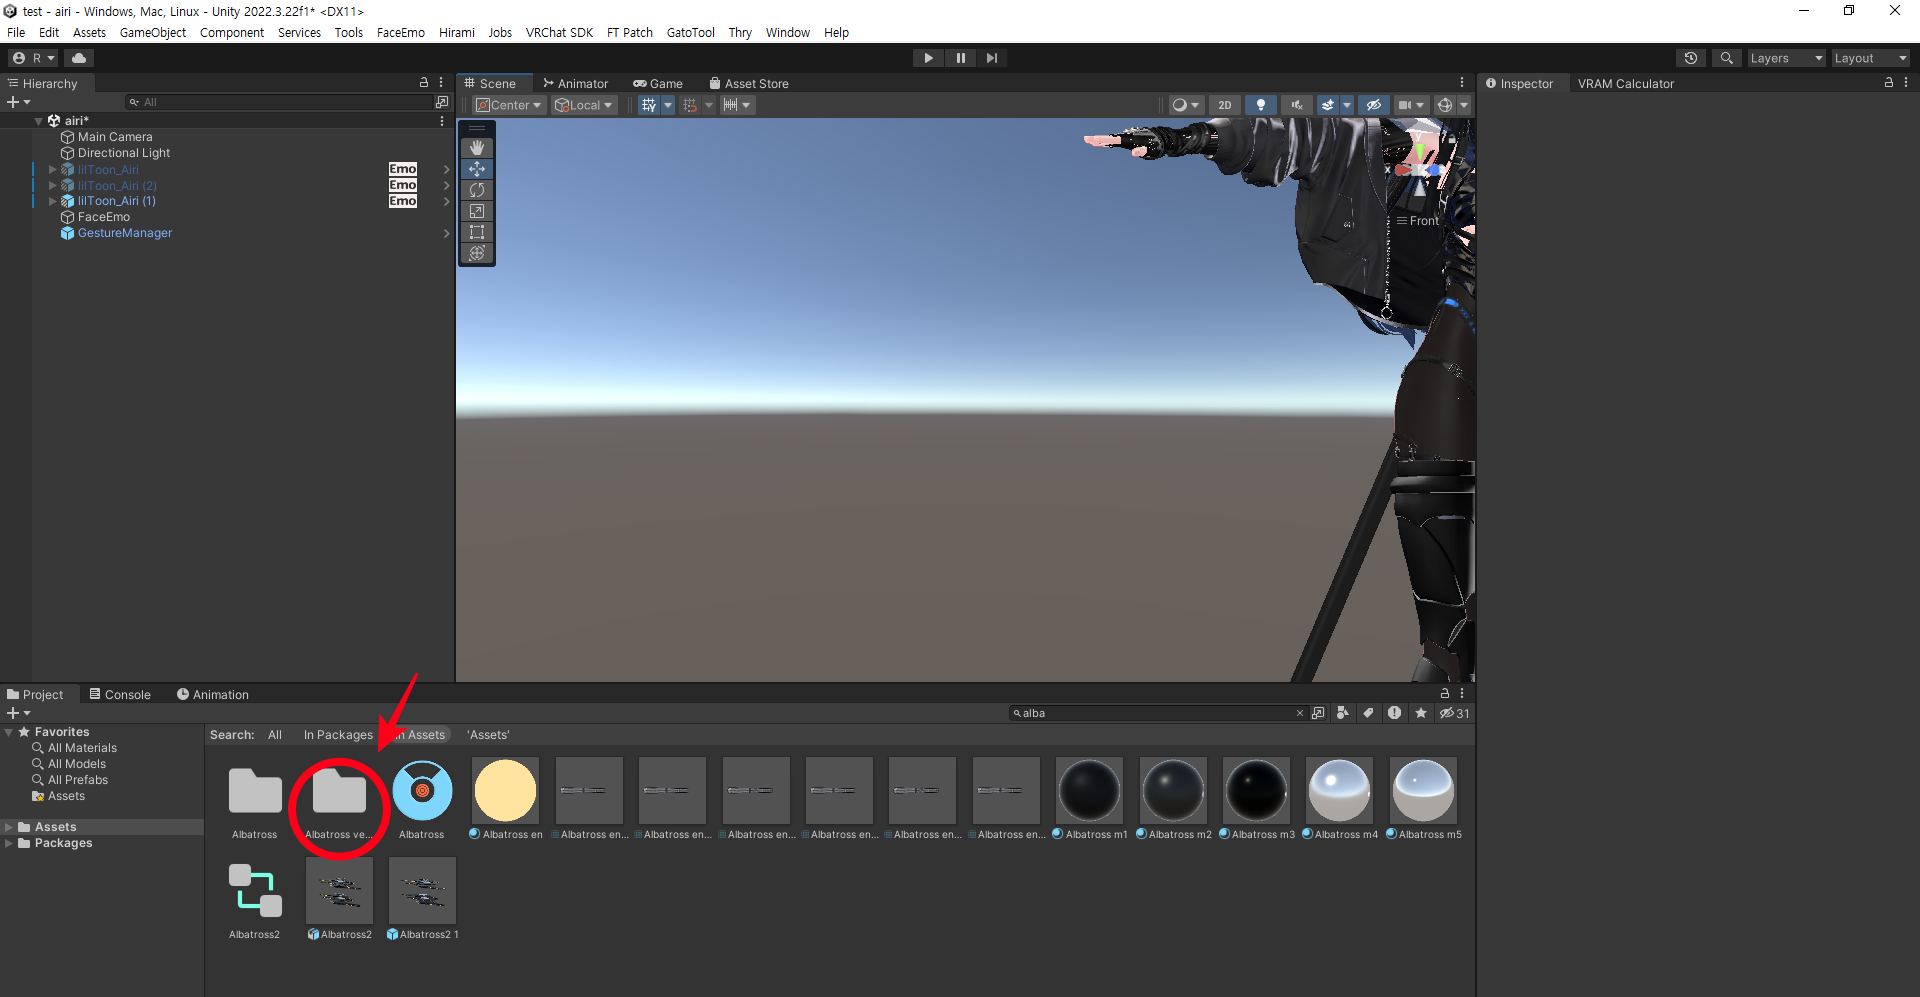 test - airi - Windows, Mac, Linux - Unity 2022.3.22f1* <DX11>
File Edit Assets GameObject Component Services Tools FaceEmo Hirami Jobs VRChat SDK FT Patch GatoTool Thry Window Help
R Layers Layout
Hierarchy Scene Animator Game Asset Store Inspector VRAM Calculator
All Center Local 2D
airi*
Main Camera
Directional Light
lilToon_Airi Emo
lilToon_Airi (2) Emo
lilToon_Airi (1) Emo
FaceEmo
GestureManager
y
x
Front
Project Console Animation
alba 31
Favorites
All Materials
All Models
All Prefabs
Assets
Assets
Packages
Search: All In Packages In Assets 'Assets'
Albatross Albatross ve... Albatross Albatross en Albatross en... Albatross en... Albatross en... Albatross en... Albatross en... Albatross en... Albatross m1 Albatross m2 Albatross m3 Albatross m4 Albatross m5
Albatross2 Albatross2 Albatross2 1